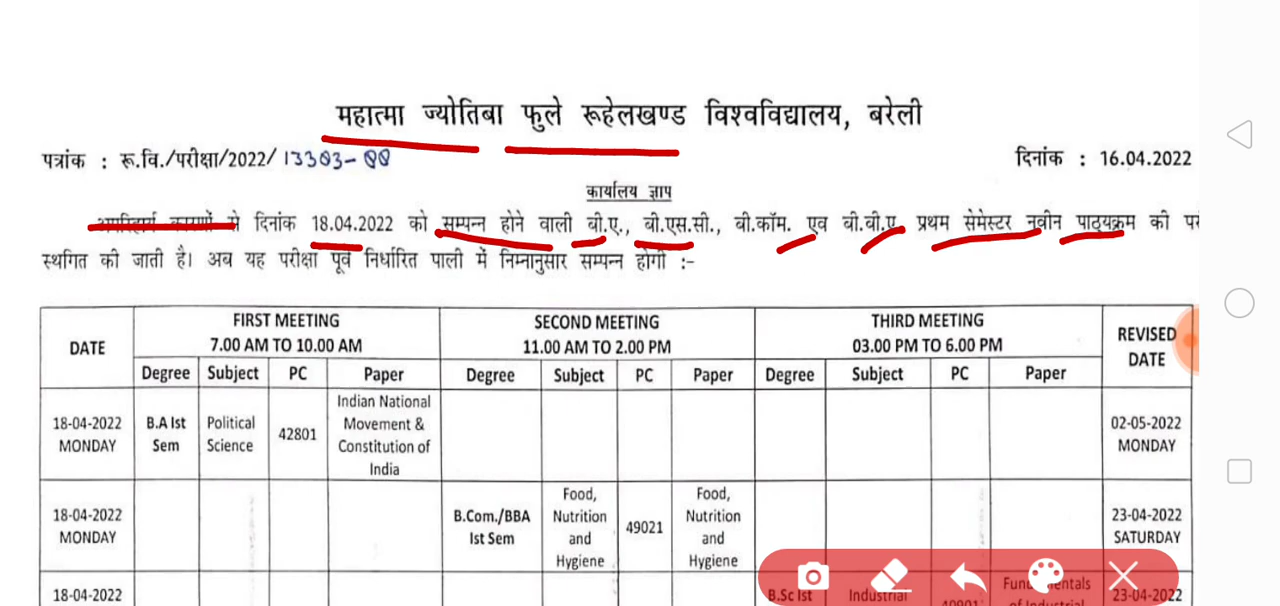 महात्मा ज्योतिबा फुले रूहेलखण्ड विश्वविद्यालय, बरेली
पत्रांक : रू.वि./परीक्षा/2022/ 13303-QQ
दिनांक : 16.04.2022
कार्यालय ज्ञाप
अपरिहार्य कारणों से दिनांक 18.04.2022 को सम्पन्न होने वाली बी.ए., बी.एस.सी., बी.कॉम. एव बी.बी.ए. प्रथम सेमेस्टर नवीन पाठ्यक्रम की
स्थगित की जाती है। अब यह परीक्षा पूर्व निर्धारित पाली में निम्नानुसार सम्पन्न होगी :-
DATE FIRST MEETING 7.00 AM TO 10.00 AM SECOND MEETING 11.00 AM TO 2.00 PM THIRD MEETING 03.00 PM TO 6.00 PM REVISED DATE
Degree Subject PC Paper Degree Subject PC Paper Degree Subject PC Paper
18-04-2022 MONDAY B.A Ist Sem Political Science 42801 Indian National Movement & Constitution of India 02-05-2022 MONDAY
18-04-2022 MONDAY B.Com./BBA Ist Sem Food, Nutrition and Hygiene 49021 Food, Nutrition and Hygiene 23-04-2022 SATURDAY
18-04-2022 B.Sc Ist Industrial of Industrial 23-04-2022